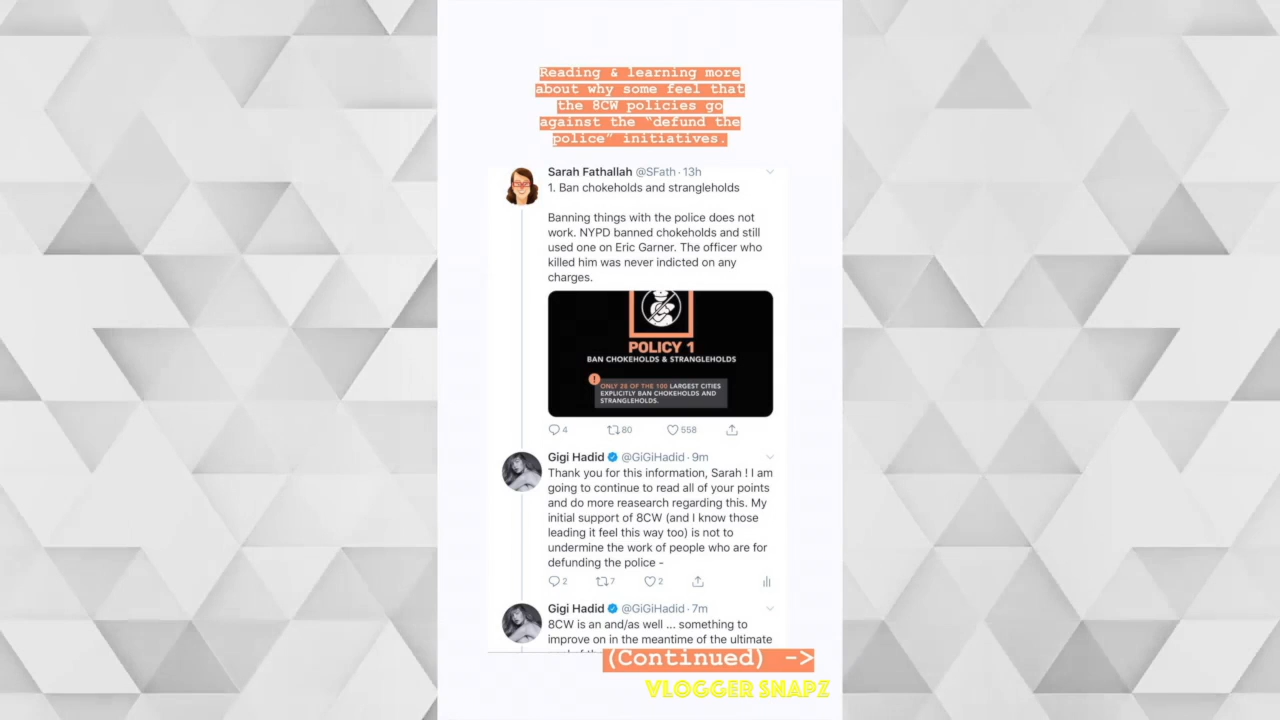 Reading & learning more
about why some feel that
the 8CW policies go
against the “defund the
police” initiatives.
Sarah Fathallah @SFath · 13h
1. Ban chokeholds and strangleholds
Banning things with the police does not
work. NYPD banned chokeholds and still
used one on Eric Garner. The officer who
killed him was never indicted on any
charges.
POLICY 1
BAN CHOKEHOLDS & STRANGLEHOLDS
! ONLY 28 OF THE 100 LARGEST CITIES
EXPLICITLY BAN CHOKEHOLDS AND
STRANGLEHOLDS.
4 80 558
Gigi Hadid @GiGiHadid · 9m
Thank you for this information, Sarah ! I am
going to continue to read all of your points
and do more reasearch regarding this. My
initial support of 8CW (and I know those
leading it feel this way too) is not to
undermine the work of people who are for
defunding the police -
2 7 2
Gigi Hadid @GiGiHadid · 7m
8CW is an and/as well ... something to
improve on in the meantime of the ultimate
(Continued) ->
VLOGGER SNAPZ